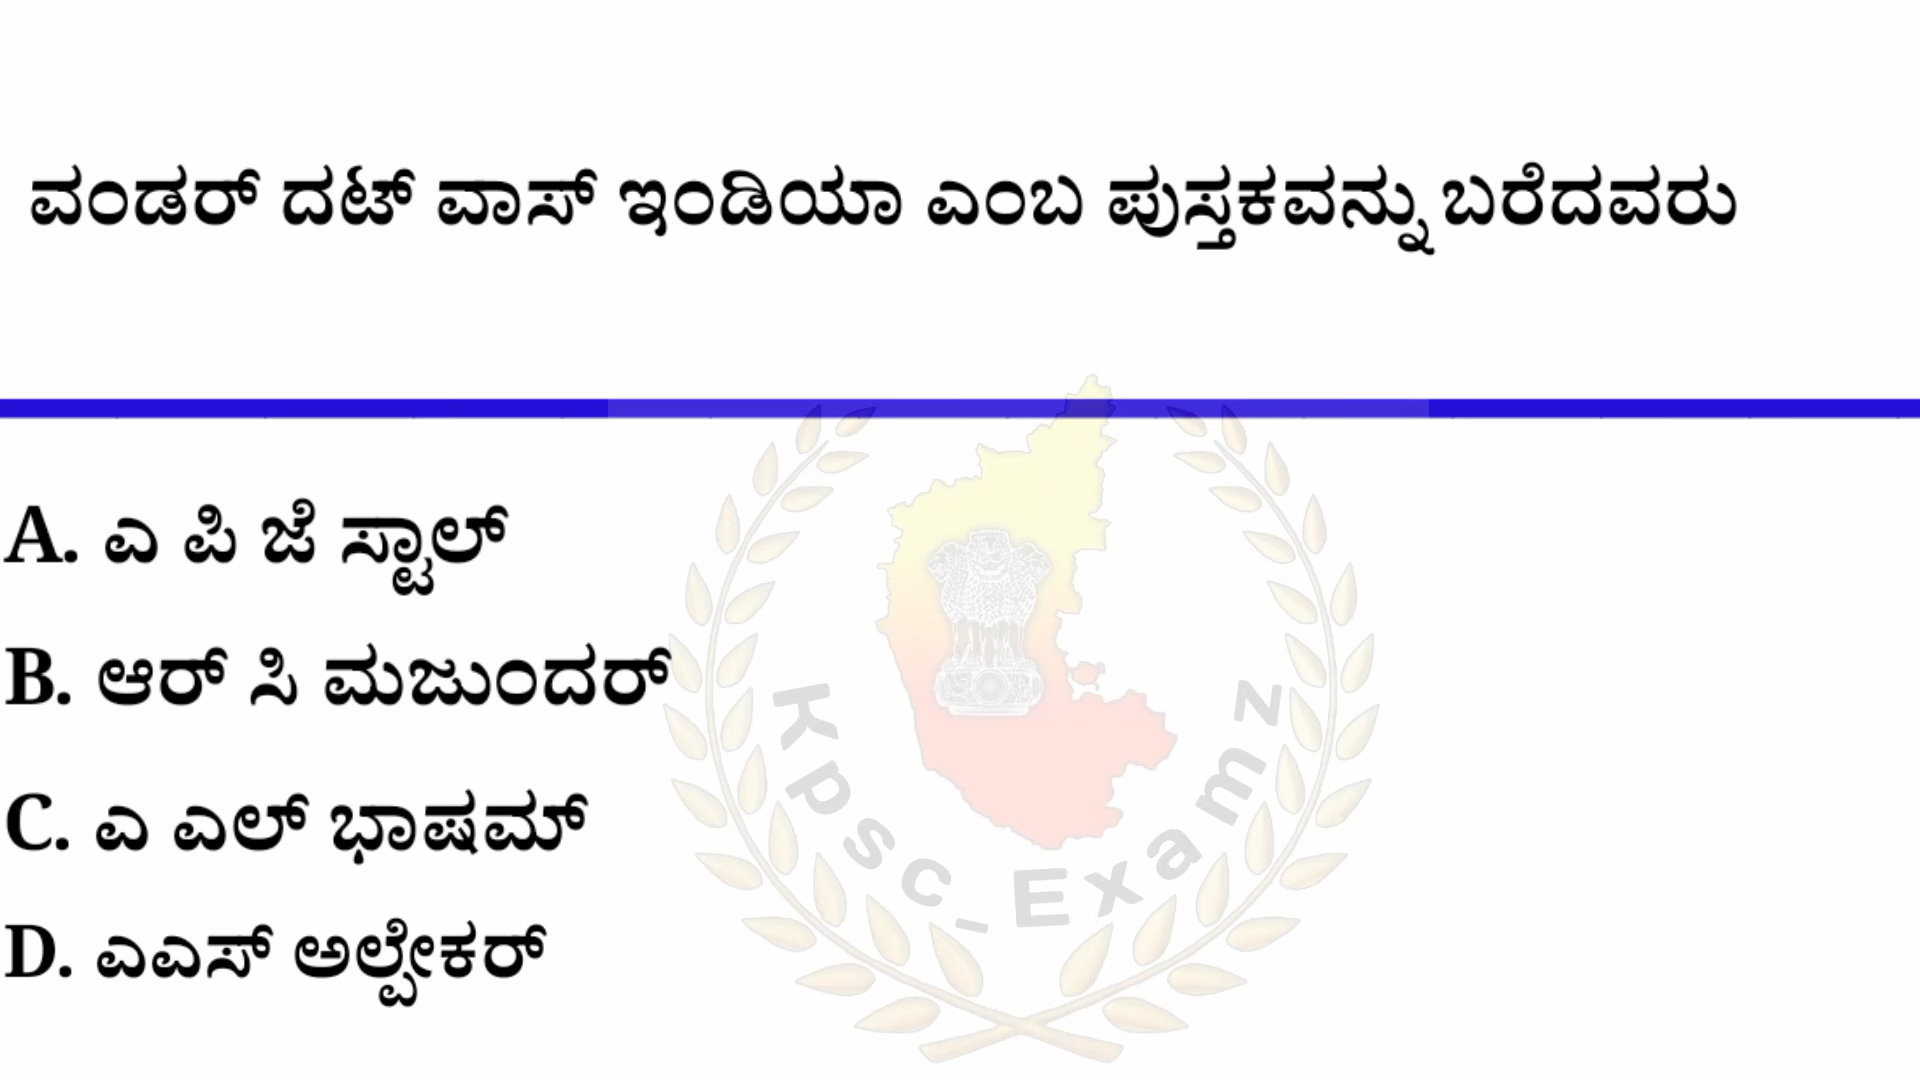 ವಂಡರ್ ದಟ್ ವಾಸ್ ಇಂಡಿಯಾ ಎಂಬ ಪುಸ್ತಕವನ್ನು ಬರೆದವರು
A. ಎ ಪಿ ಜೆ ಸ್ಟಾಲ್
B. ಆರ್ ಸಿ ಮಜುಂದರ್
C. ಎ ಎಲ್ ಭಾಷಮ್
D. ಎಎಸ್ ಅಲ್ಪೇಕರ್
Kpsc_Examz